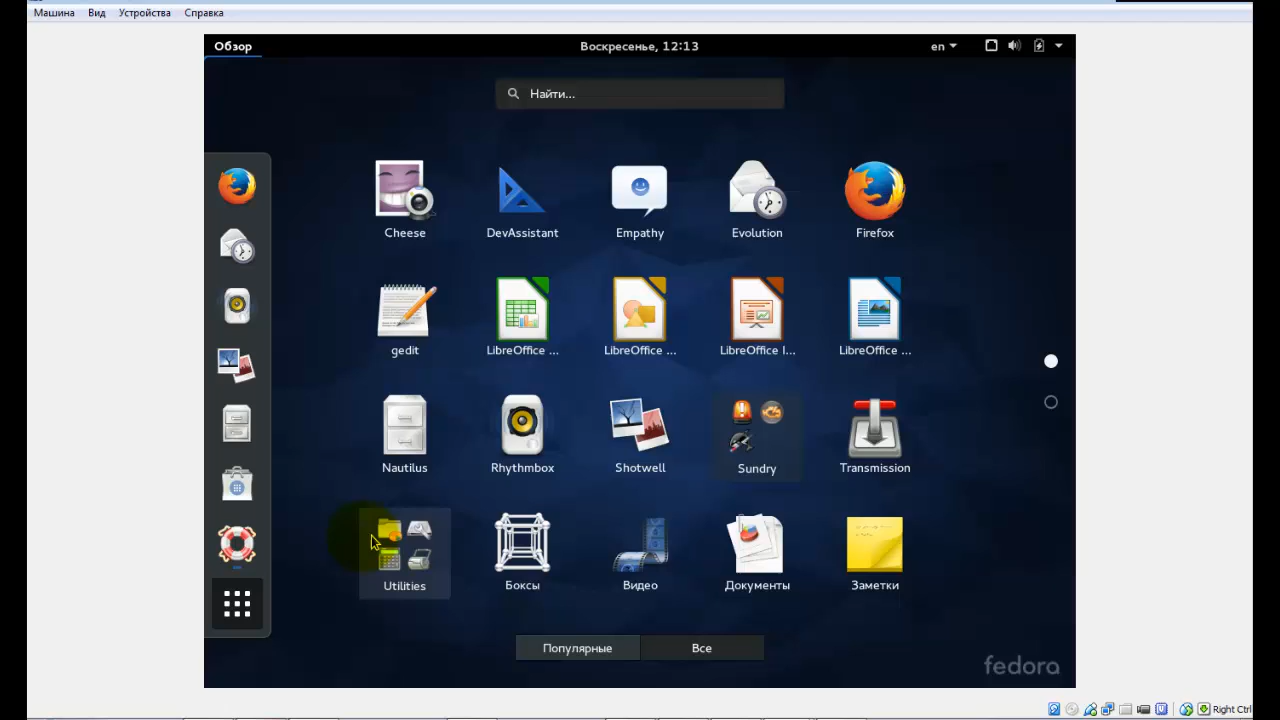 Машина Вид Устройства Справка
Обзор Воскресенье, 12:13 en
Найти...
Cheese DevAssistant Empathy Evolution Firefox
gedit LibreOffice ... LibreOffice ... LibreOffice I... LibreOffice ...
Nautilus Rhythmbox Shotwell Sundry Transmission
Utilities Боксы Видео Документы Заметки
Популярные Все
fedora
Right Ctrl